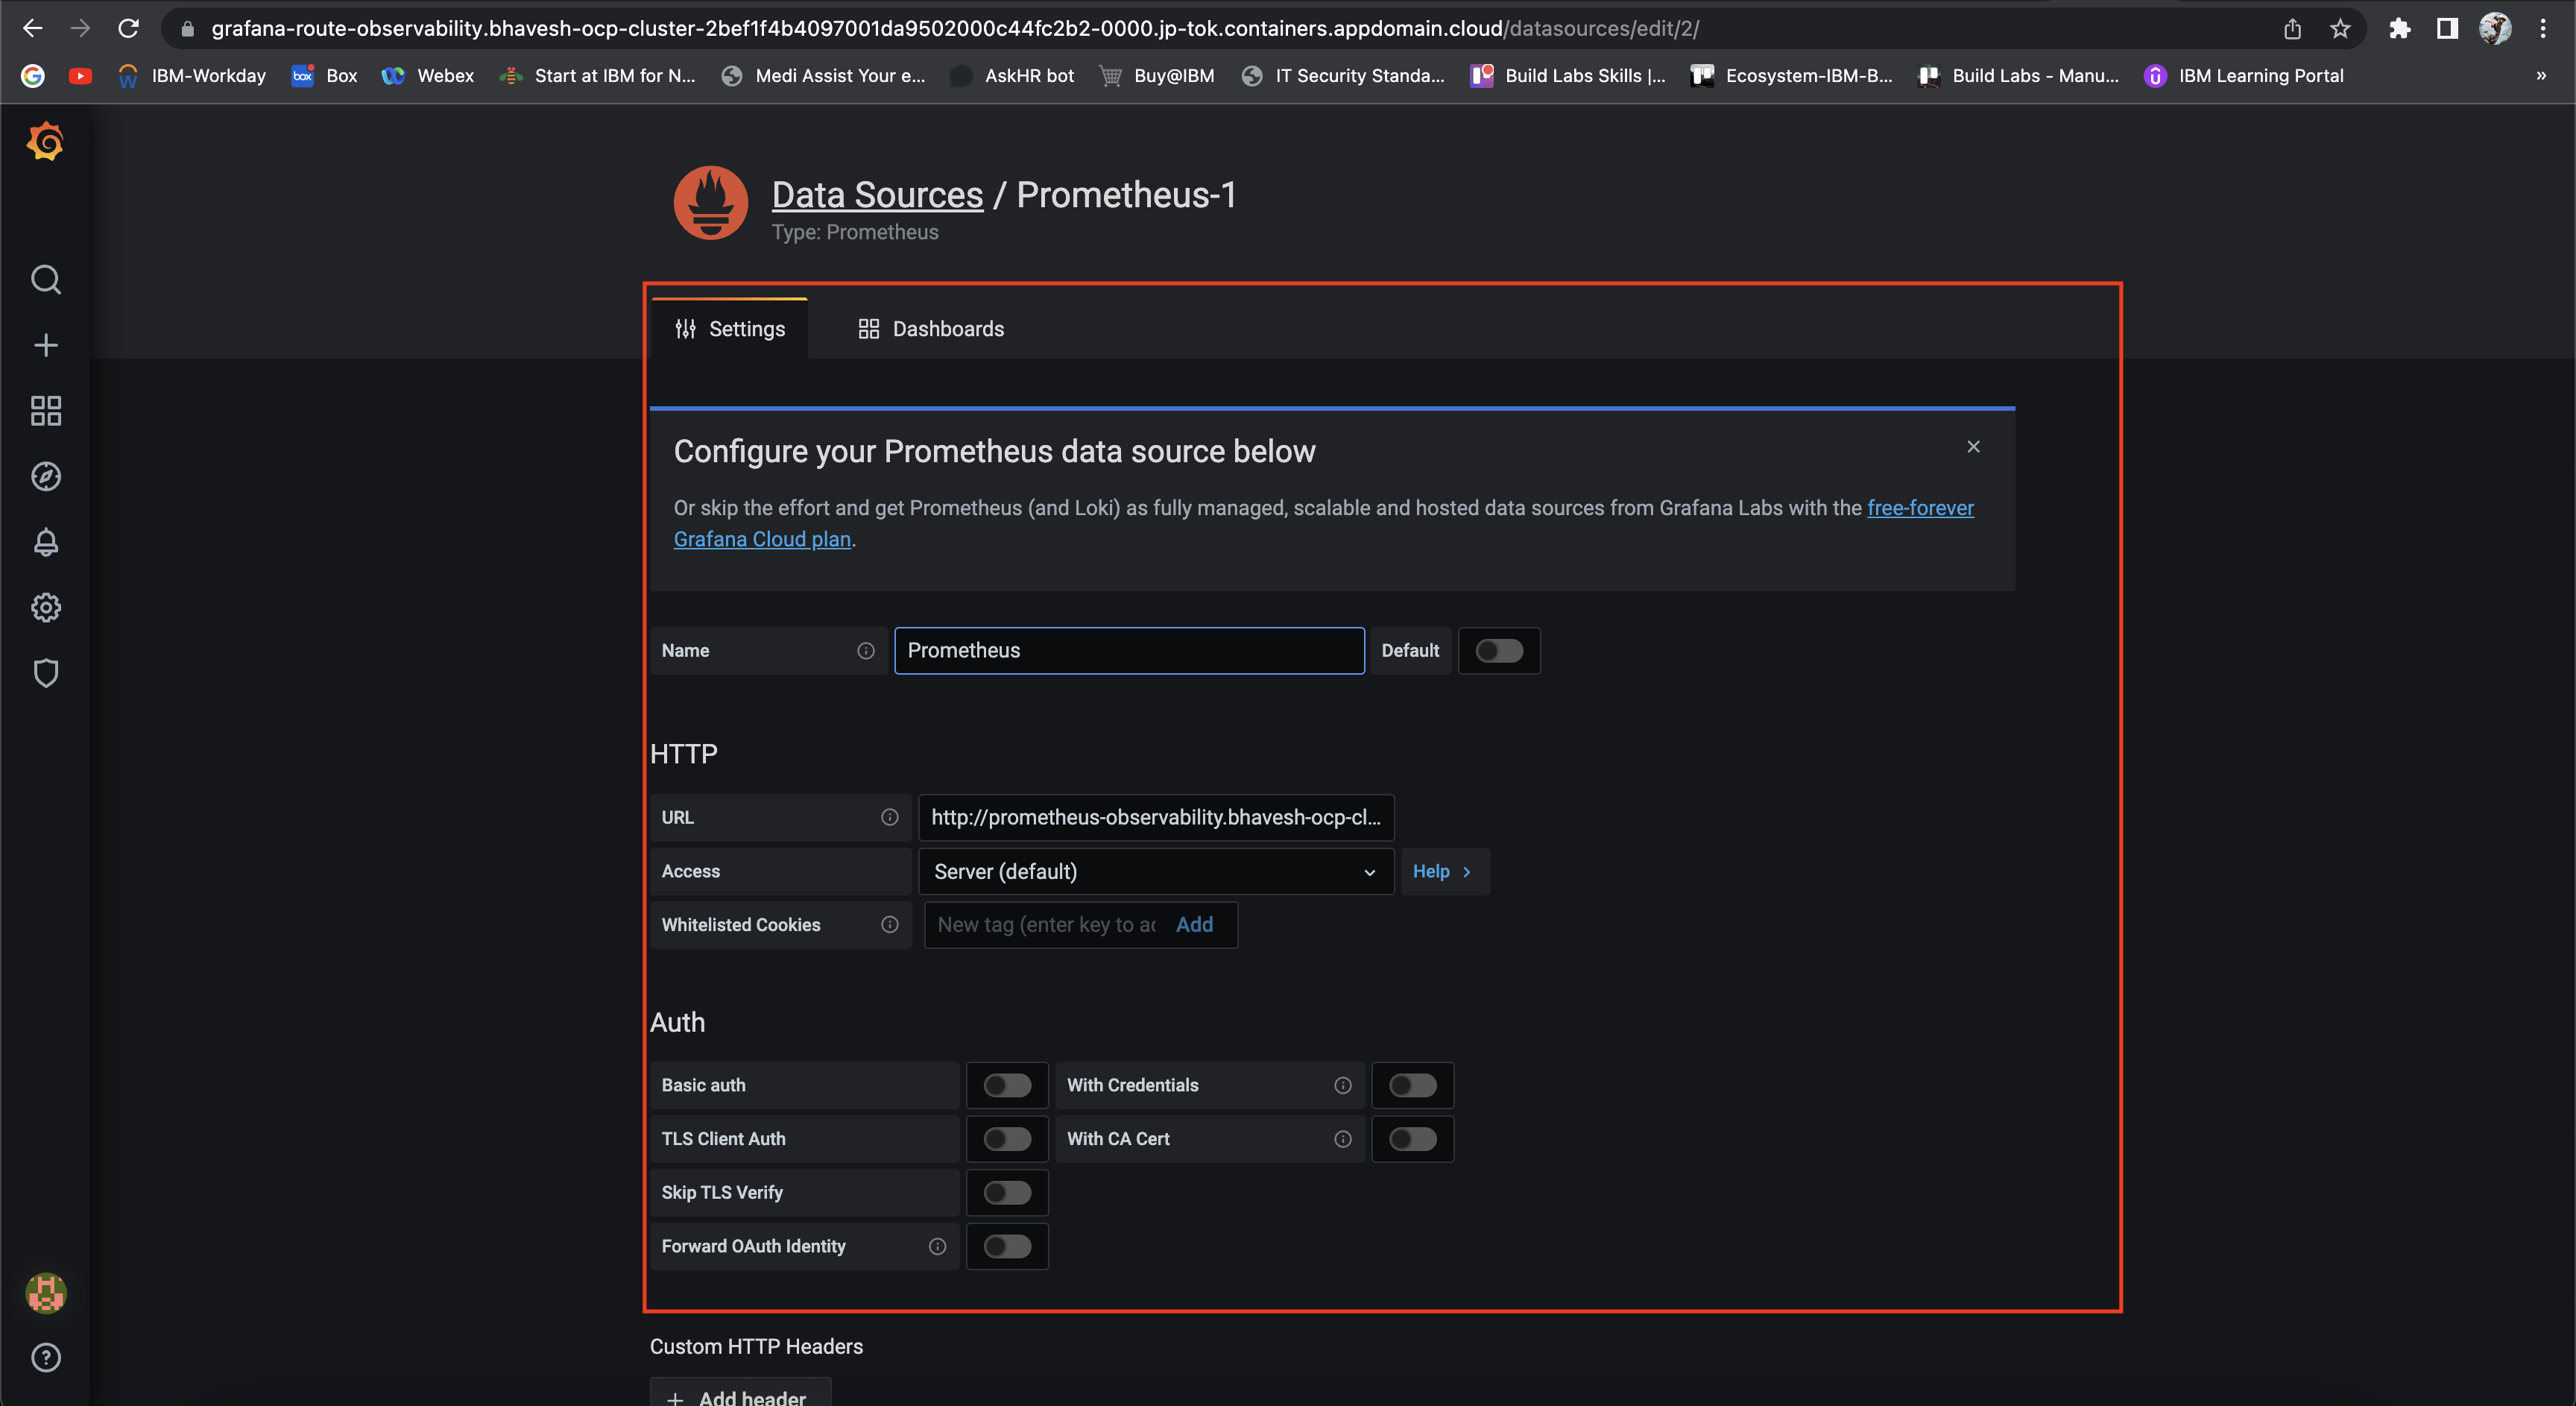 grafana-route-observability.bhavesh-ocp-cluster-2bef1f4b4097001da9502000c44fc2b2-0000.jp-tok.containers.appdomain.cloud/datasources/edit/2/
IBM-Workday box Box Webex Start at IBM for N... Medi Assist Your e... AskHR bot Buy@IBM IT Security Standa... Build Labs Skills |... Ecosystem-IBM-B... Build Labs - Manu... IBM Learning Portal »
Data Sources / Prometheus-1
Type: Prometheus
Settings Dashboards
Configure your Prometheus data source below
Or skip the effort and get Prometheus (and Loki) as fully managed, scalable and hosted data sources from Grafana Labs with the free-forever
Grafana Cloud plan.
Name Prometheus Default
HTTP
URL http://prometheus-observability.bhavesh-ocp-cl...
Access Server (default) Help
Whitelisted Cookies New tag (enter key to ac Add
Auth
Basic auth With Credentials
TLS Client Auth With CA Cert
Skip TLS Verify
Forward OAuth Identity
Custom HTTP Headers
+ Add header